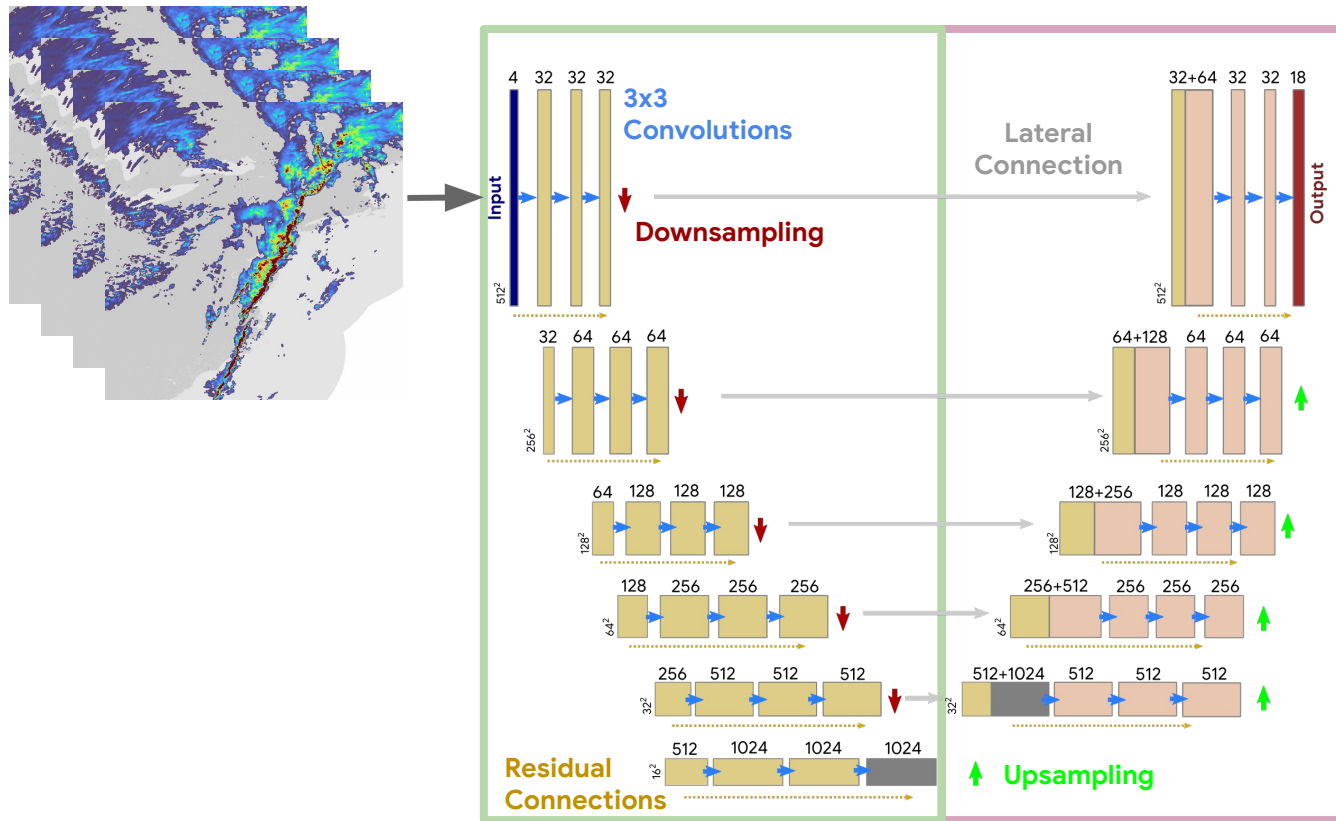 4 32 32 32
3x3
Convolutions
Input
512²
Downsampling
Lateral
Connection
32+64 32 32 18
Output
512²
32 64 64 64
256²
64+128 64 64 64
256²
64 128 128 128
128²
128+256 128 128 128
128²
128 256 256 256
64²
256+512 256 256 256
64²
256 512 512 512
32²
512+1024 512 512 512
32²
512 1024 1024 1024
16²
Residual
Connections
Upsampling